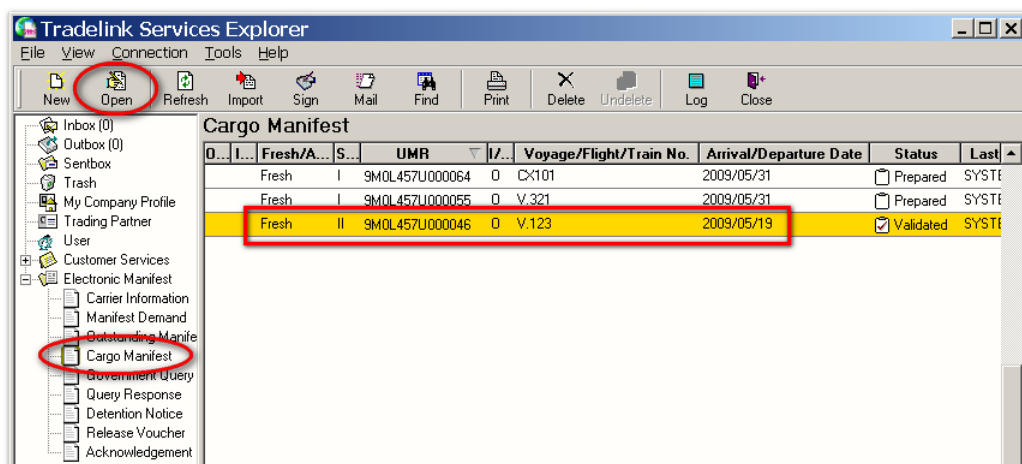 Tradelink Services Explorer
File View Connection Tools Help
New Open Refresh Import Sign Mail Find Print Delete Undelete Log Close
Inbox (0)
Outbox (0)
Sentbox
Trash
My Company Profile
Trading Partner
User
Customer Services
Electronic Manifest
Carrier Information
Manifest Demand
Outstanding Manife
Cargo Manifest
Government Query
Query Response
Detention Notice
Release Voucher
Acknowledgement
Cargo Manifest
O... I... Fresh/A... S... UMR I/... Voyage/Flight/Train No. Arrival/Departure Date Status Last
Fresh I 9M0L457U000064 O CX101 2009/05/31 Prepared SYSTE
Fresh I 9M0L457U000055 O V.321 2009/05/31 Prepared SYSTE
Fresh II 9M0L457U000046 O V.123 2009/05/19 Validated SYSTE